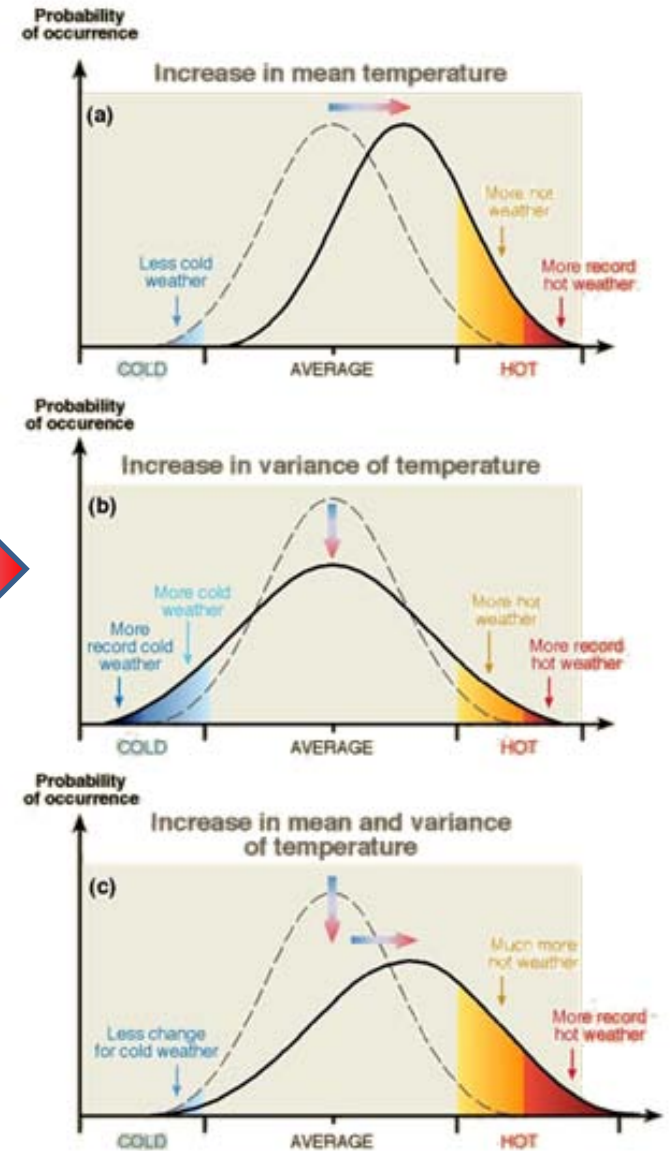 Probability
of occurrence
Increase in mean temperature
(a)
More hot
weather
Less cold
weather
More record
hot weather
COLD
AVERAGE
HOT
Probability
of occurence
Increase in variance of temperature
(b)
More cold
weather
More
record cold
weather
More hot
weather
More record
hot weather
COLD
AVERAGE
HOT
Probability
of occurrence
Increase in mean and variance
of temperature
(c)
Much more
hot weather
Less change
for cold weather
More record
hot weather
COLD
AVERAGE
HOT